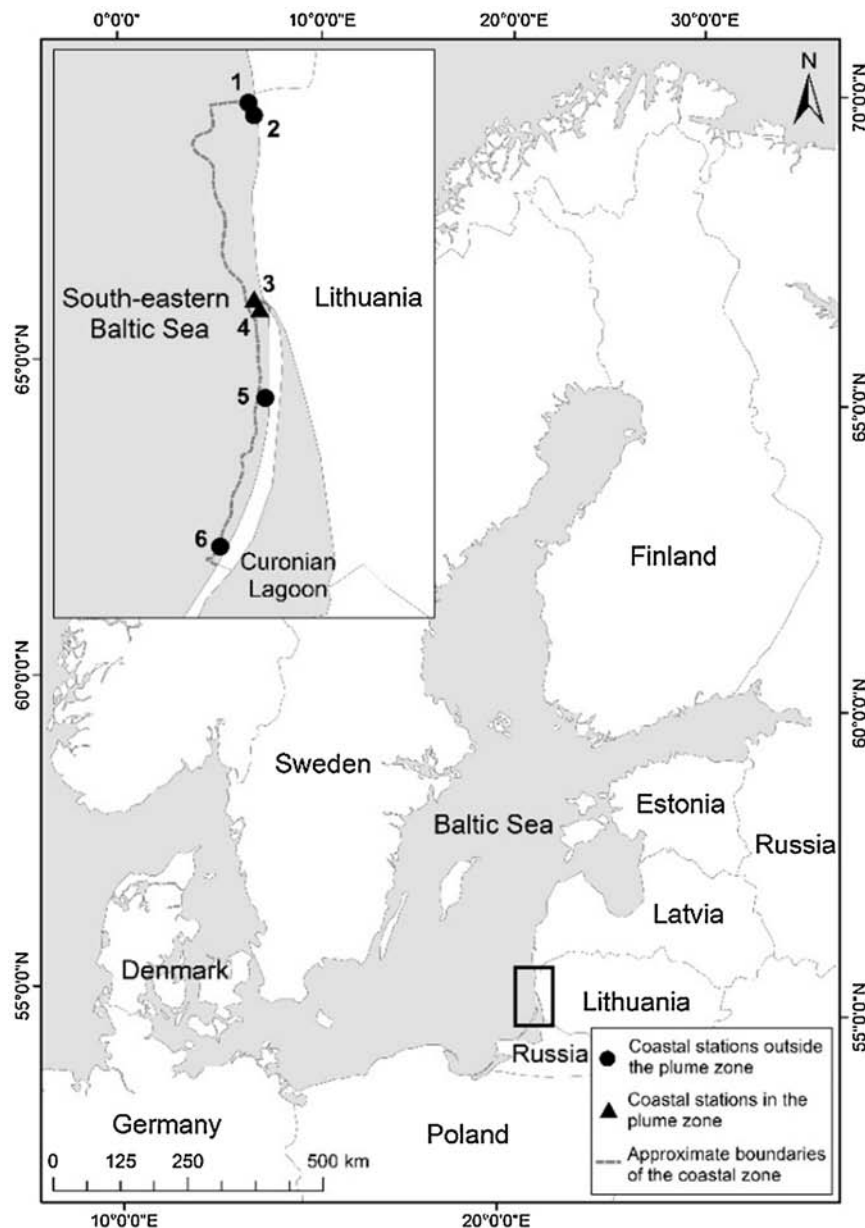 0°0'0"
10°0'0"E
20°0'0"E
30°0'0"E
N
70°0'0"N
1
2
3
South-eastern
Baltic Sea
Lithuania
4
65°0'0"N
5
65°0'0"N
6
Curonian
Lagoon
Finland
60°0'0"N
60°0'0"N
Sweden
Estonia
Baltic Sea
Russia
Latvia
Denmark
55°0'0"N
Lithuania
55°0'0"N
Russia
Coastal stations outside
the plume zone
Coastal stations in the
plume zone
Approximate boundaries
of the coastal zone
Germany
Poland
0 125 250 500 km
10°0'0"E
20°0'0"E